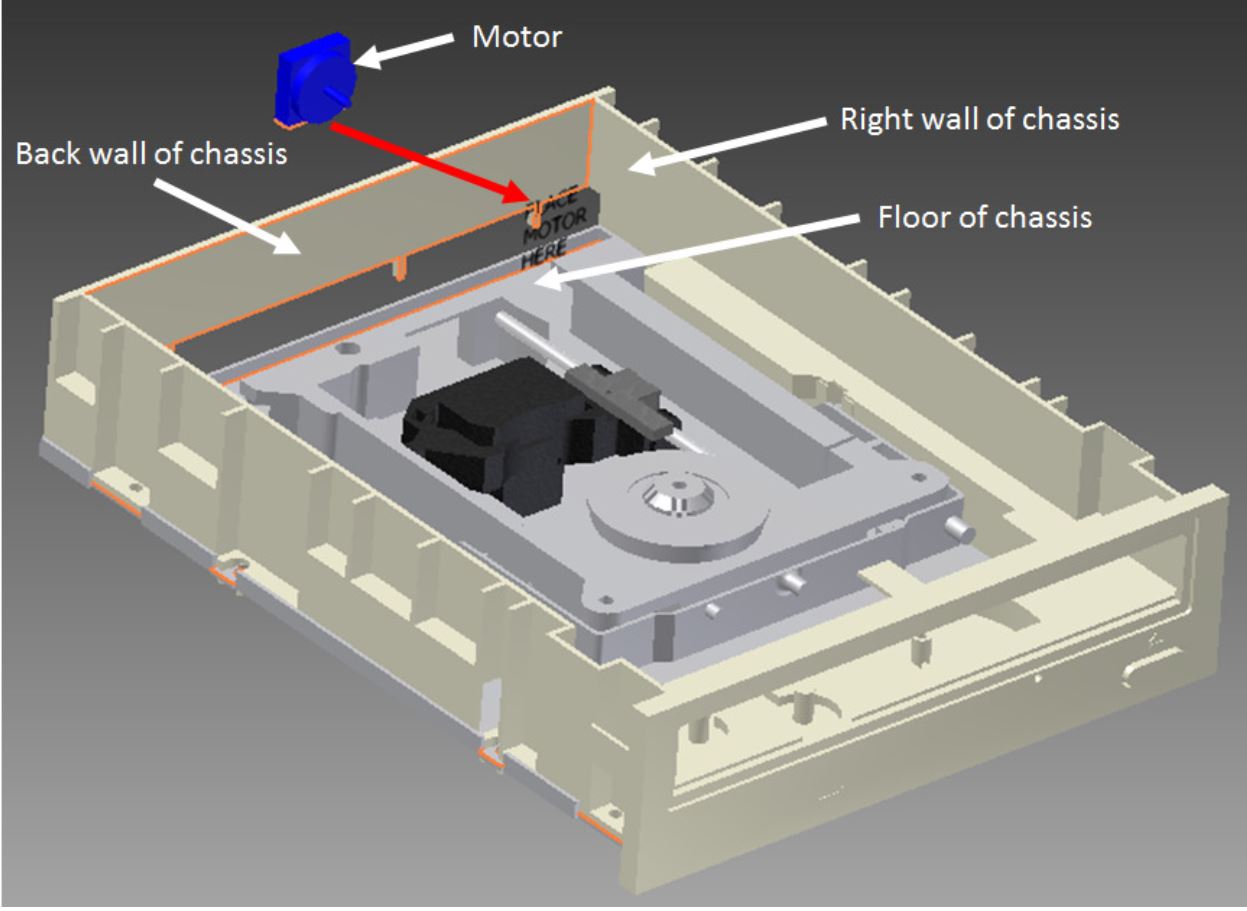 Motor
Right wall of chassis
Back wall of chassis
PLACE
MOTOR
HERE
Floor of chassis